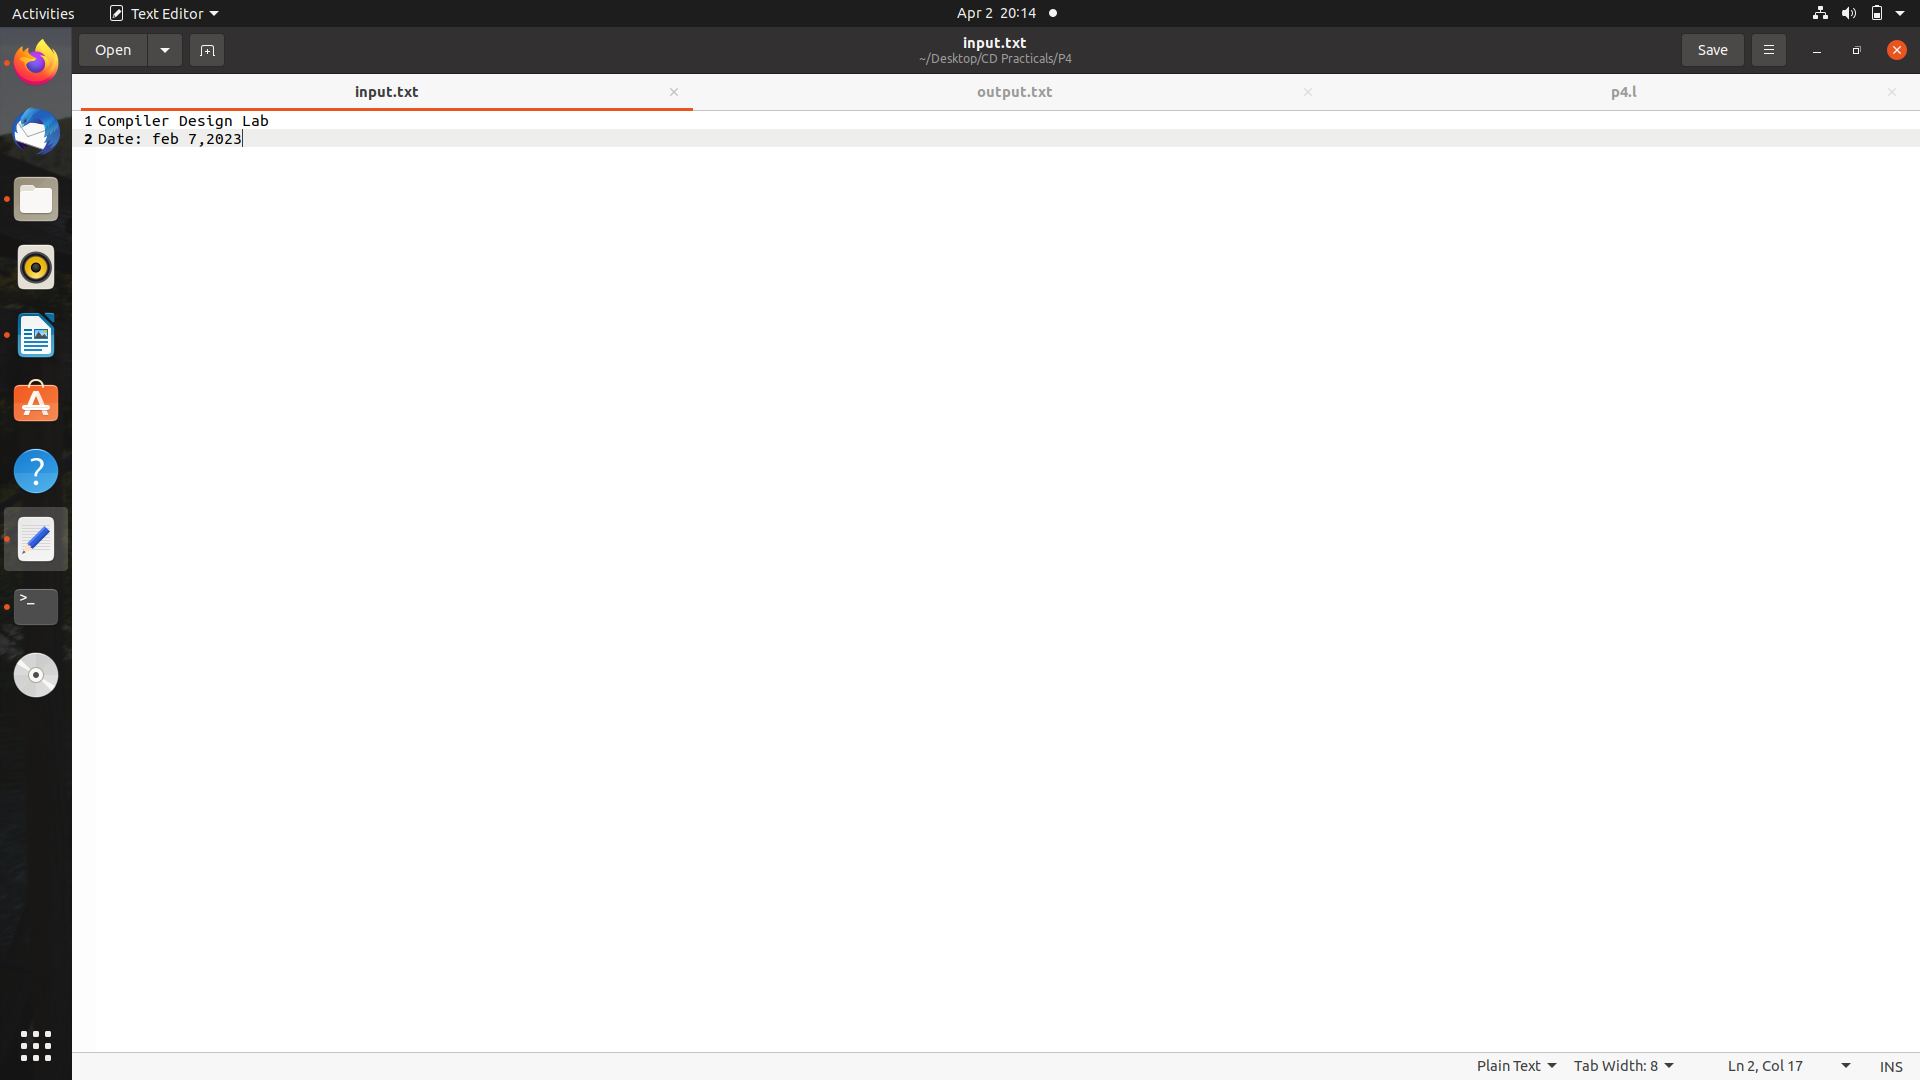 Activities Text Editor Apr 2 20:14
Open input.txt Save
~/Desktop/CD Practicals/P4
input.txt output.txt p4.l
1 Compiler Design Lab
2 Date: feb 7,2023
Plain Text Tab Width: 8 Ln 2, Col 17 INS